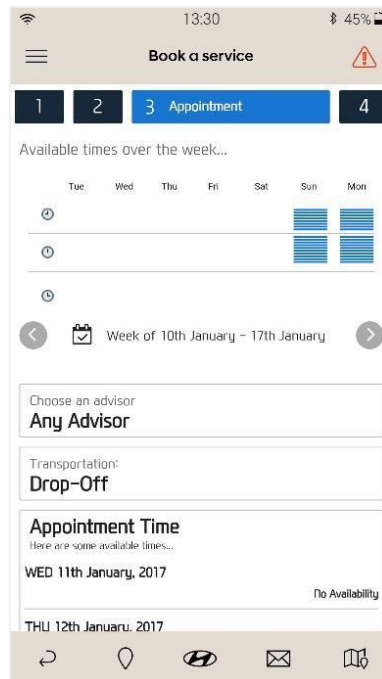 13:30
45%
Book a service
1
2
3 Appointment
4
Available times over the week...
Tue Wed Thu Fri Sat Sun Mon
Week of 10th January - 17th January
Choose an advisor
Any Advisor
Transportation:
Drop-Off
Appointment Time
Here are some available times...
WED 11th January, 2017
No Availability
THU 12th January, 2017